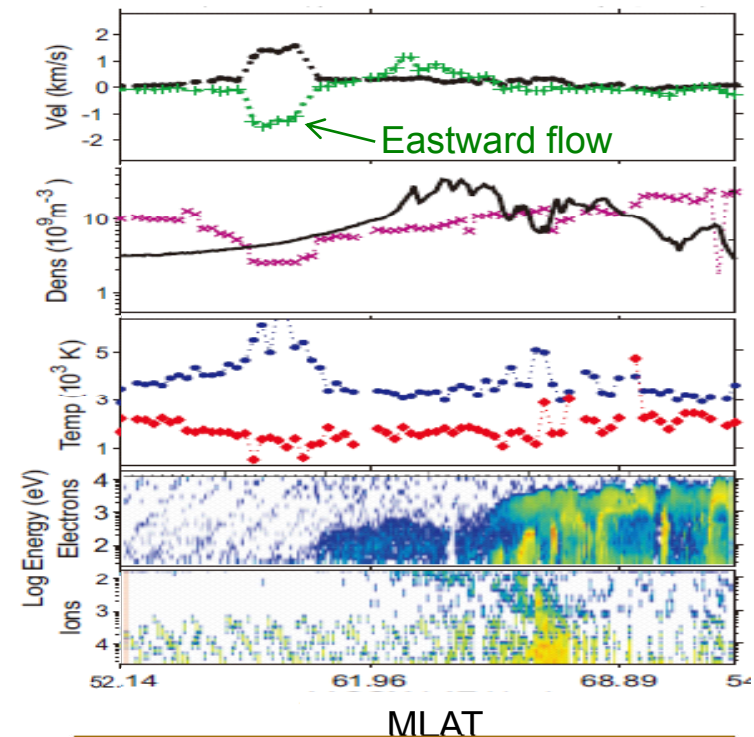 2
1
0
-1
-2
Vel (km/s)
Eastward flow
10
1
Dens (10⁹m⁻³)
5
3
1
Temp (10³ K)
4
3
2
Log Energy (eV)
Electrons
2
3
4
Ions
52.14 61.96 68.89 54
MLAT